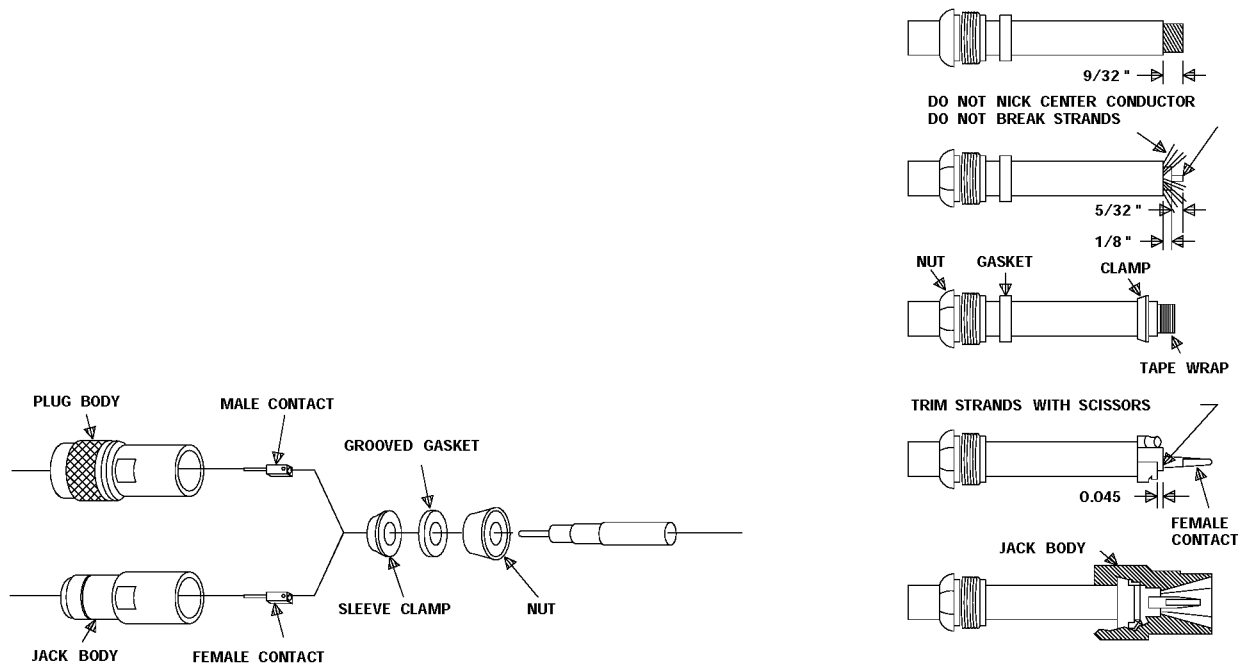 9/32 "
DO NOT NICK CENTER CONDUCTOR
DO NOT BREAK STRANDS
5/32 "
1/8 "
NUT
GASKET
CLAMP
TAPE WRAP
TRIM STRANDS WITH SCISSORS
0.045
FEMALE
CONTACT
JACK BODY
PLUG BODY
MALE CONTACT
GROOVED GASKET
SLEEVE CLAMP
NUT
JACK BODY
FEMALE CONTACT